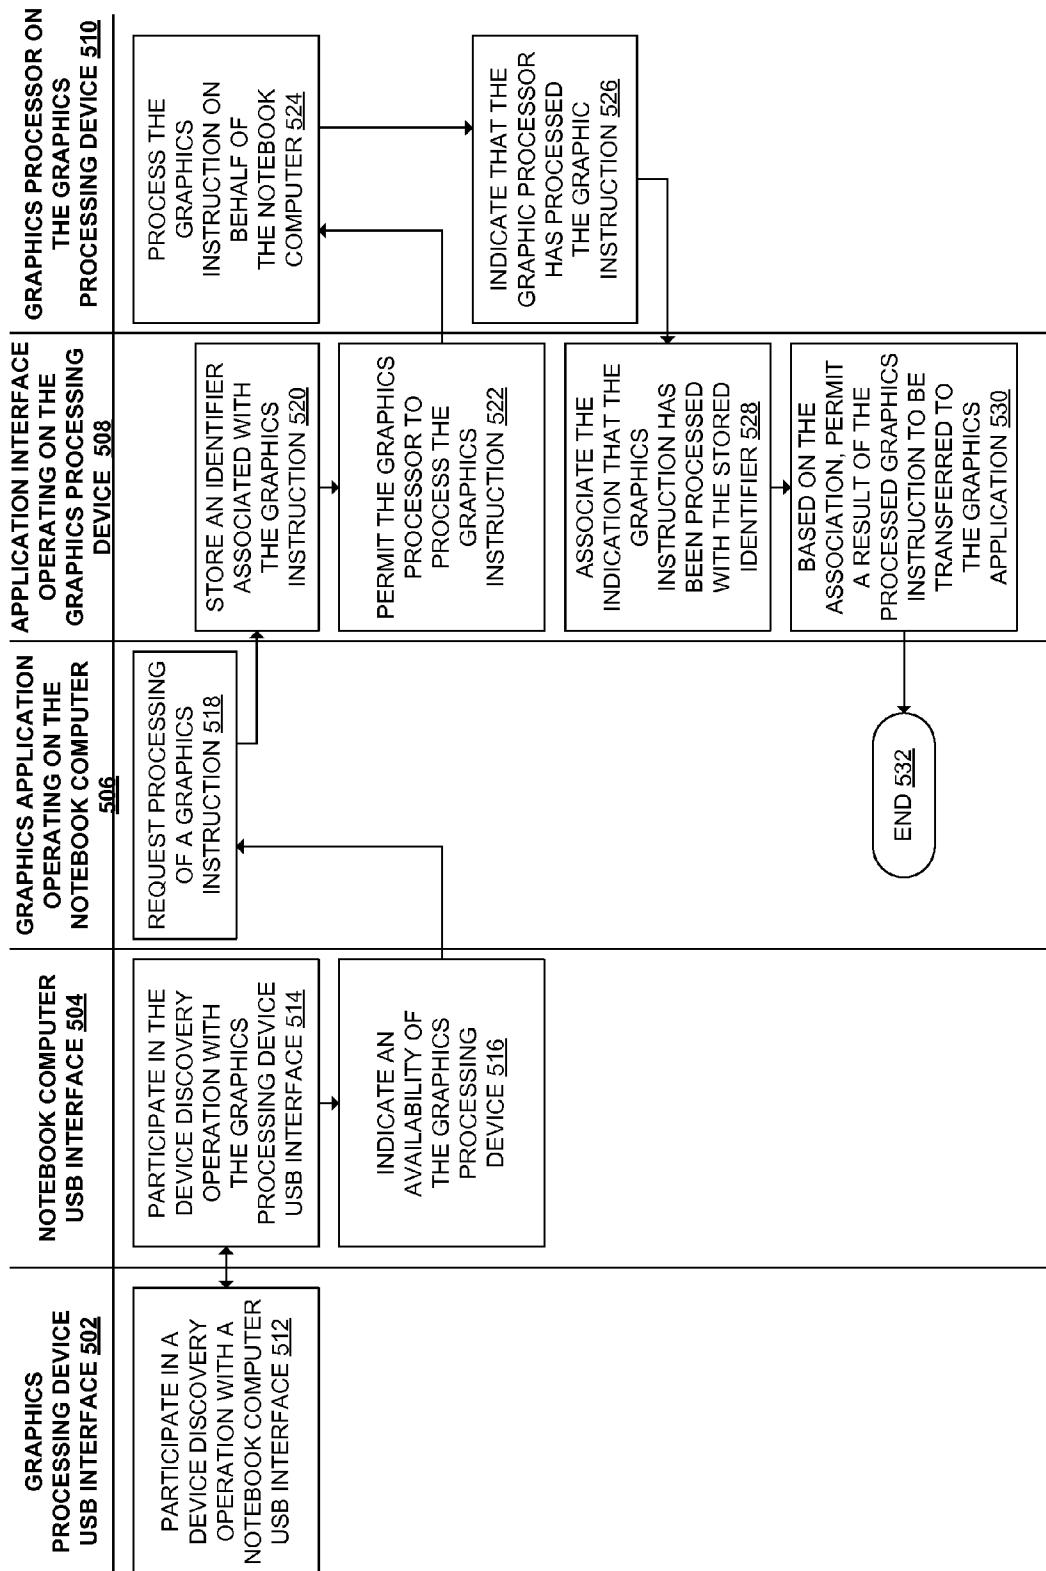 GRAPHICS
PROCESSING DEVICE
USB INTERFACE 502
NOTEBOOK COMPUTER
USB INTERFACE 504
GRAPHICS APPLICATION
OPERATING ON THE
NOTEBOOK COMPUTER
506
APPLICATION INTERFACE
OPERATING ON THE
GRAPHICS PROCESSING
DEVICE 508
GRAPHICS PROCESSOR ON
THE GRAPHICS
PROCESSING DEVICE 510
PARTICIPATE IN A
DEVICE DISCOVERY
OPERATION WITH A
NOTEBOOK COMPUTER
USB INTERFACE 512
PARTICIPATE IN THE
DEVICE DISCOVERY
OPERATION WITH
THE GRAPHICS
PROCESSING DEVICE
USB INTERFACE 514
INDICATE AN
AVAILABILITY OF
THE GRAPHICS
PROCESSING
DEVICE 516
REQUEST PROCESSING
OF A GRAPHICS
INSTRUCTION 518
STORE AN IDENTIFIER
ASSOCIATED WITH
THE GRAPHICS
INSTRUCTION 520
PERMIT THE GRAPHICS
PROCESSOR TO
PROCESS THE
GRAPHICS
INSTRUCTION 522
PROCESS THE
GRAPHICS
INSTRUCTION ON
BEHALF OF
THE NOTEBOOK
COMPUTER 524
INDICATE THAT THE
GRAPHIC PROCESSOR
HAS PROCESSED
THE GRAPHIC
INSTRUCTION 526
ASSOCIATE THE
INDICATION THAT THE
GRAPHICS
INSTRUCTION HAS
BEEN PROCESSED
WITH THE STORED
IDENTIFIER 528
BASED ON THE
ASSOCIATION, PERMIT
A RESULT OF THE
PROCESSED GRAPHICS
INSTRUCTION TO BE
TRANSFERRED TO
THE GRAPHICS
APPLICATION 530
END 532